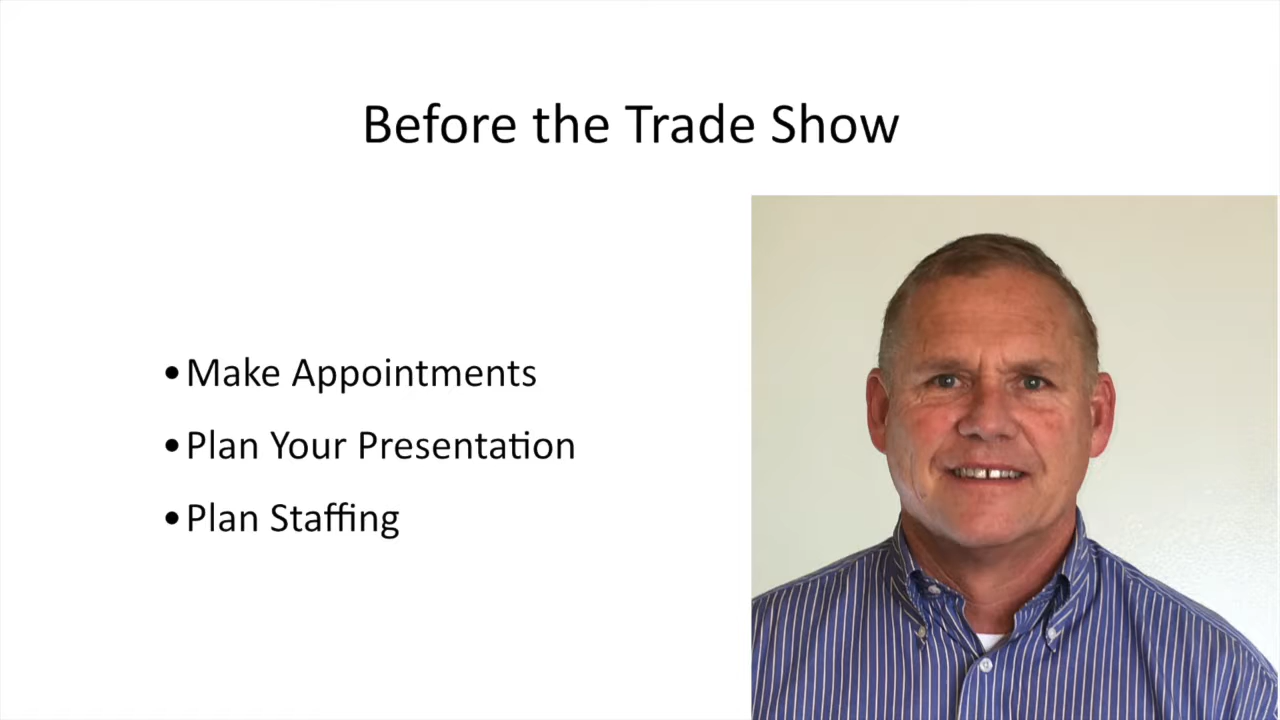 Before the Trade Show
•Make Appointments
•Plan Your Presentation
•Plan Staffing